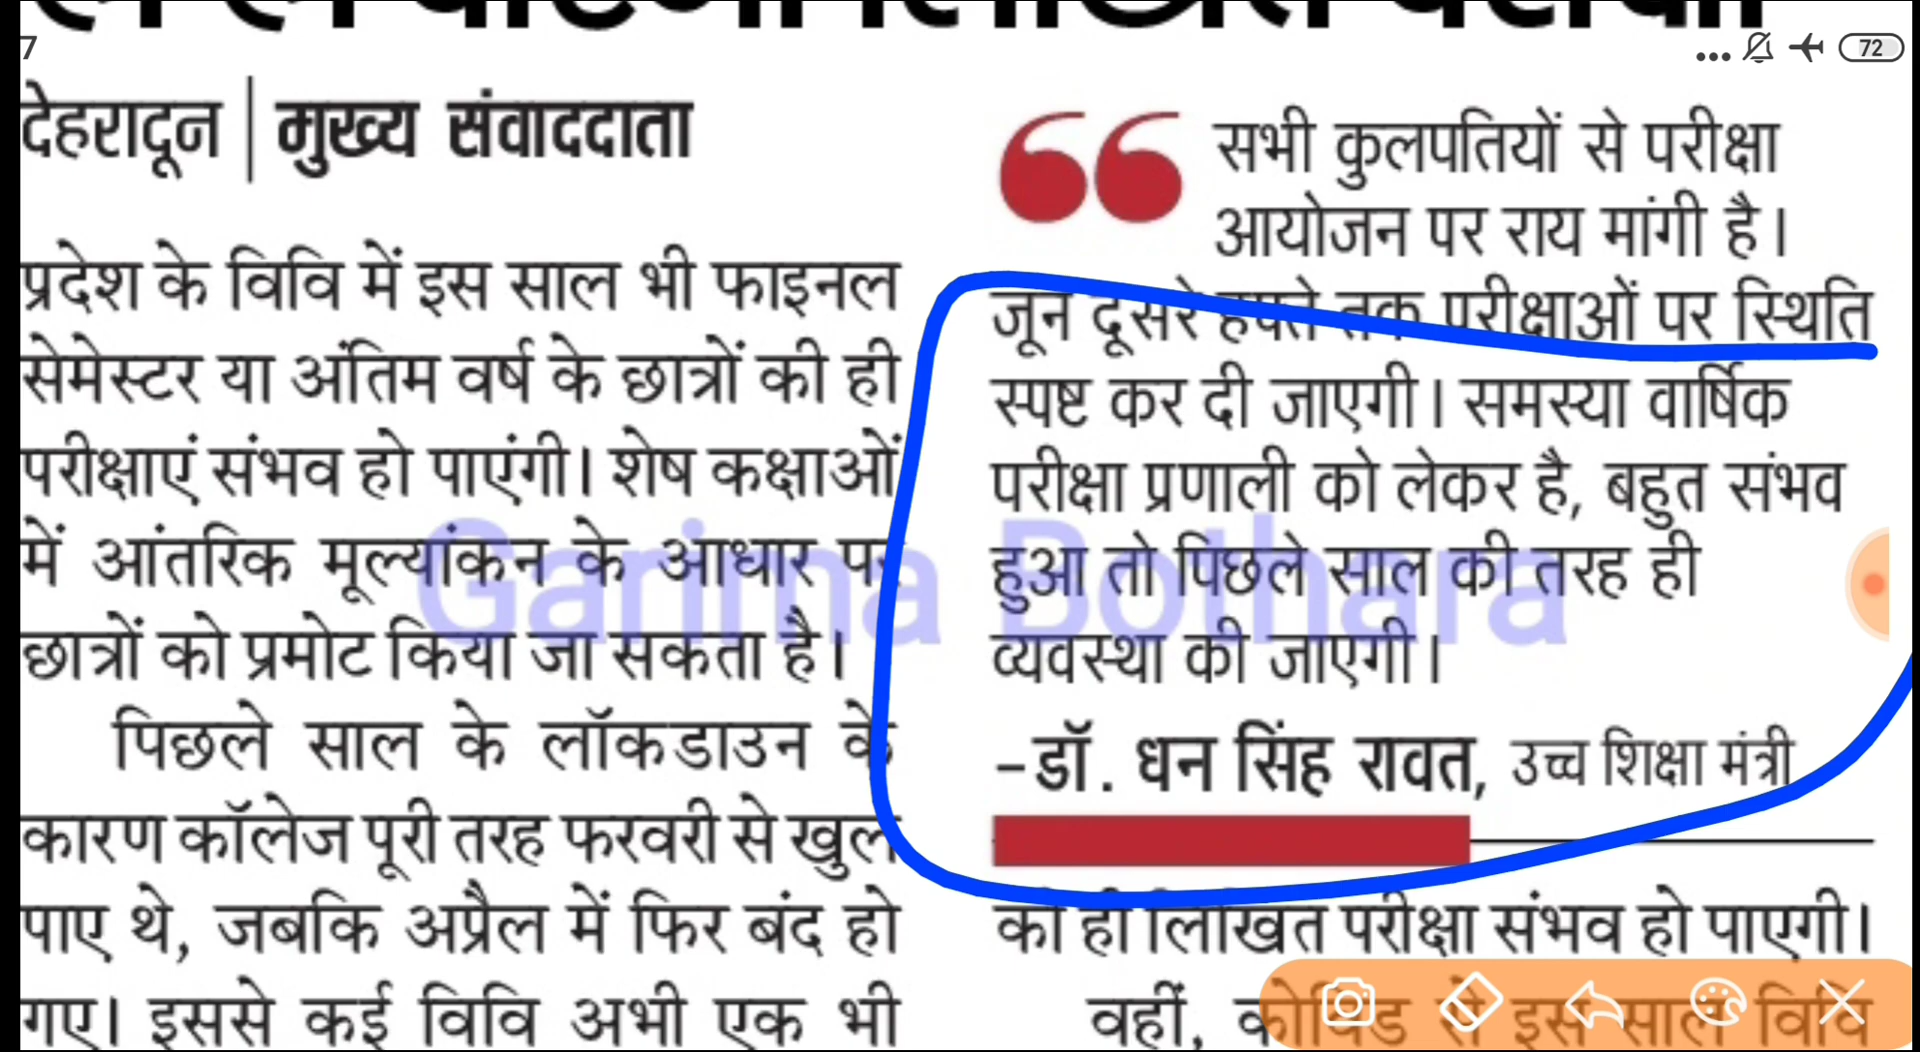 7
72
देहरादून | मुख्य संवाददाता
प्रदेश के विवि में इस साल भी फाइनल
सेमेस्टर या अंतिम वर्ष के छात्रों की ही
परीक्षाएं संभव हो पाएंगी। शेष कक्षाओं
में आंतरिक मूल्यांकन के आधार पर
छात्रों को प्रमोट किया जा सकता है।
पिछले साल के लॉकडाउन के
कारण कॉलेज पूरी तरह फरवरी से खुल
पाए थे, जबकि अप्रैल में फिर बंद हो
गए। इससे कई विवि अभी एक भी
सभी कुलपतियों से परीक्षा
आयोजन पर राय मांगी है।
जून दूसरे हफ्ते तक परीक्षाओं पर स्थिति
स्पष्ट कर दी जाएगी। समस्या वार्षिक
परीक्षा प्रणाली को लेकर है, बहुत संभव
हुआ तो पिछले साल की तरह ही
व्यवस्था की जाएगी।
-डॉ. धन सिंह रावत, उच्च शिक्षा मंत्री
की ही लिखित परीक्षा संभव हो पाएगी।
वहीं, कोविड से इस साल विवि
Garima Bothara